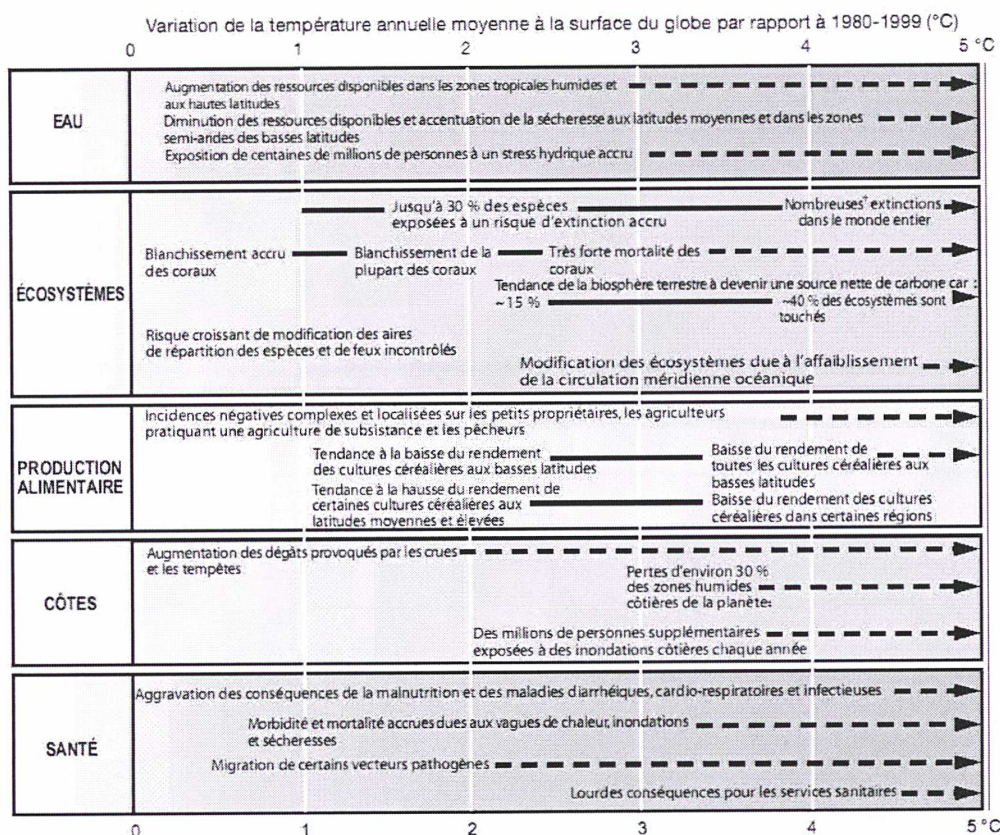 Variation de la température annuelle moyenne à la surface du globe par rapport à 1980-1999 (°C)
0 1 2 3 4 5 °C
EAU
Augmentation des ressources disponibles dans les zones tropicales humides et
aux hautes latitudes
Diminution des ressources disponibles et accentuation de la sécheresse aux latitudes moyennes et dans les zones
semi-arides des basses latitudes
Exposition de centaines de millions de personnes à un stress hydrique accru
ÉCOSYSTÈMES
Jusqu'à 30 % des espèces
exposées à un risque d'extinction accru
Nombreuses† extinctions
dans le monde entier
Blanchissement accru
des coraux
Blanchissement de la
plupart des coraux
Très forte mortalité des
coraux
Tendance de la biosphère terrestre à devenir une source nette de carbone car :
~15 %
~40 % des écosystèmes sont
touchés
Risque croissant de modification des aires
de répartition des espèces et de feux incontrôlés
Modification des écosystèmes due à l'affaiblissement
de la circulation méridienne océanique
PRODUCTION
ALIMENTAIRE
Incidences négatives complexes et localisées sur les petits propriétaires, les agriculteurs
pratiquant une agriculture de subsistance et les pêcheurs
Tendance à la baisse du rendement
des cultures céréalières aux basses latitudes
Baisse du rendement de
toutes les cultures céréalières aux
basses latitudes
Tendance à la hausse du rendement de
certaines cultures céréalières aux
latitudes moyennes et élevées
Baisse du rendement des cultures
céréalières dans certaines régions
CÔTES
Augmentation des dégâts provoqués par les crues
et les tempêtes
Pertes d'environ 30 %
des zones humides
côtières de la planète‡
Des millions de personnes supplémentaires
exposées à des inondations côtières chaque année
SANTÉ
Aggravation des conséquences de la malnutrition et des maladies diarrhéiques, cardio-respiratoires et infectieuses
Morbidité et mortalité accrues dues aux vagues de chaleur, inondations
et sécheresses
Migration de certains vecteurs pathogènes
Lourdes conséquences pour les services sanitaires
0 1 2 3 4 5 °C